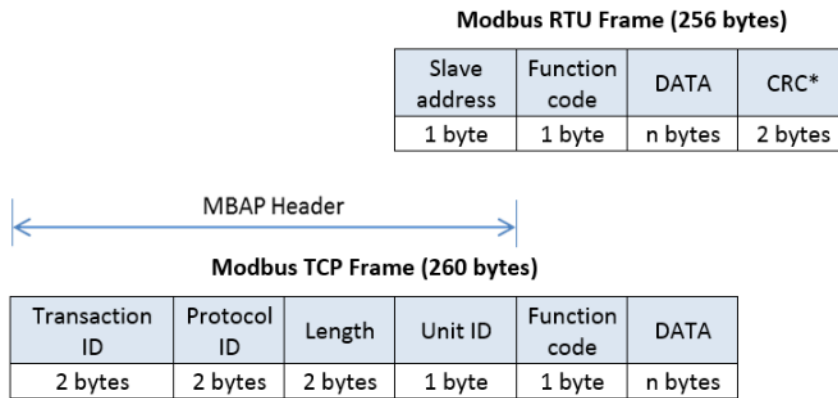 Modbus RTU Frame (256 bytes)
Slave address Function code DATA CRC*
1 byte 1 byte n bytes 2 bytes
MBAP Header
Modbus TCP Frame (260 bytes)
Transaction ID Protocol ID Length Unit ID Function code DATA
2 bytes 2 bytes 2 bytes 1 byte 1 byte n bytes